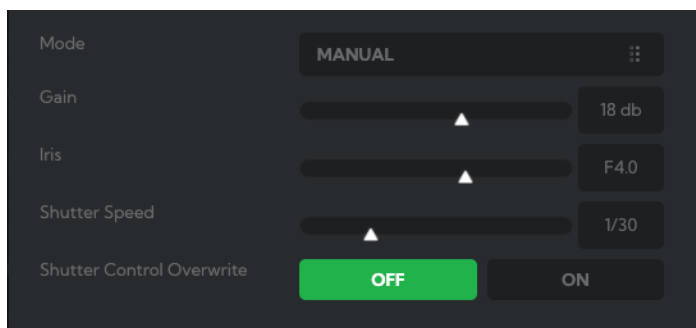 Mode
MANUAL
Gain
18 db
Iris
F4.0
Shutter Speed
1/30
Shutter Control Overwrite
OFF
ON